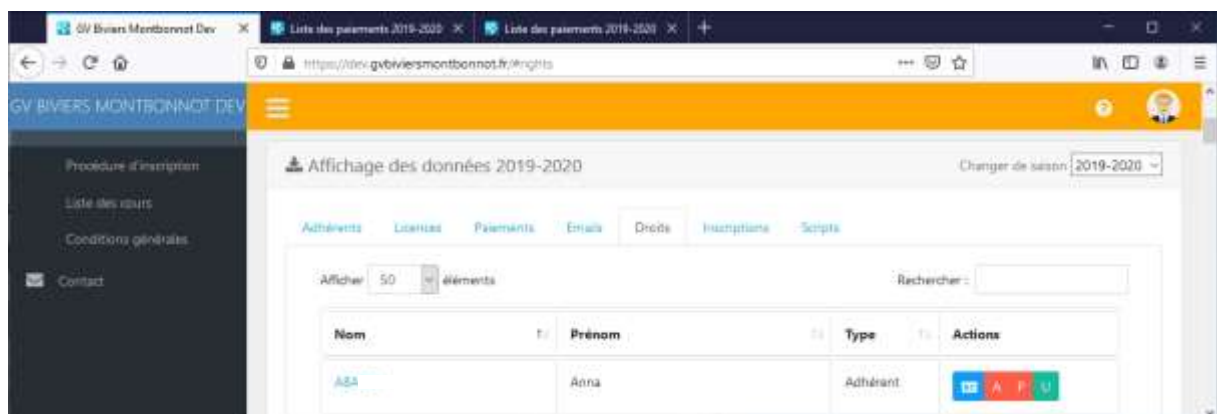 GV Biviers Montbonnot Dev
Liste des paiements 2019-2020
Liste des paiements 2019-2020
https://dev.gvbiviersmontbonnot.fr/#rights
GV BIVIERS MONTBONNOT DEV
Procédure d'inscription
Liste des cours
Conditions générales
Contact
Affichage des données 2019-2020
Changer de saison 2019-2020
Adhérents Licences Paiements Emails Droits Inscriptions Scripts
Afficher 50 éléments
Rechercher :
Nom Prénom Type Actions
ABA Anna Adhérent A P U